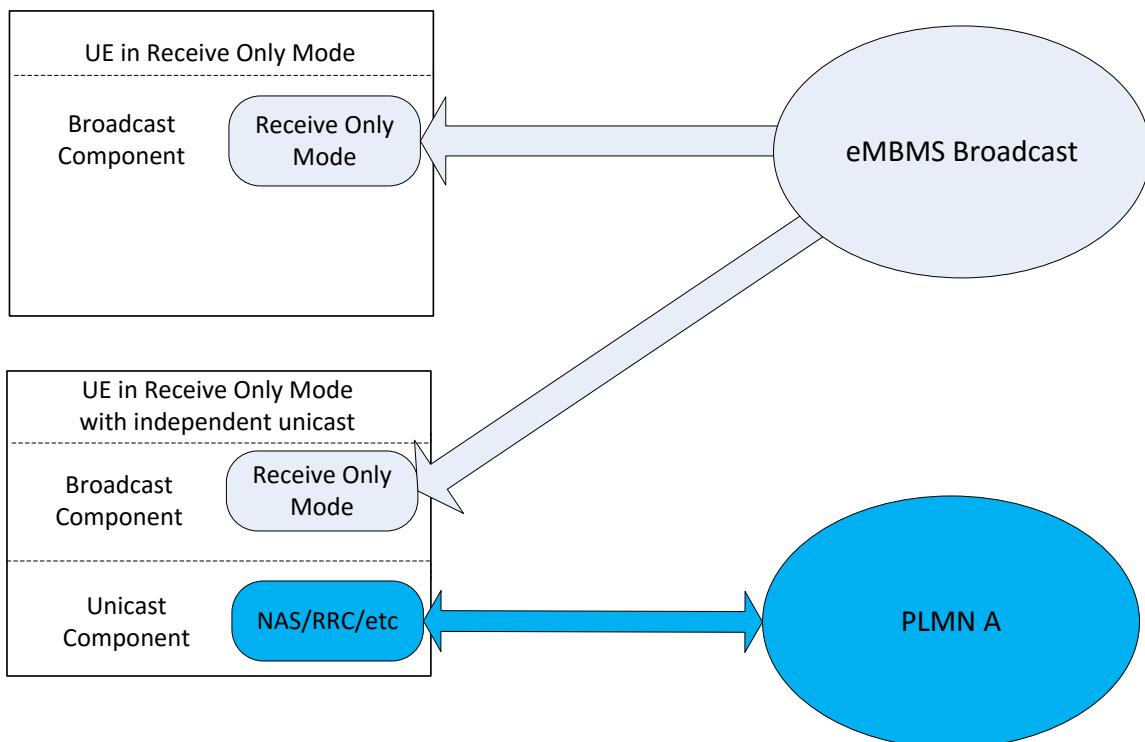 UE in Receive Only Mode
Broadcast
Component
Receive Only
Mode
eMBMS Broadcast
UE in Receive Only Mode
with independent unicast
Broadcast
Component
Receive Only
Mode
Unicast
Component
NAS/RRC/etc
PLMN A